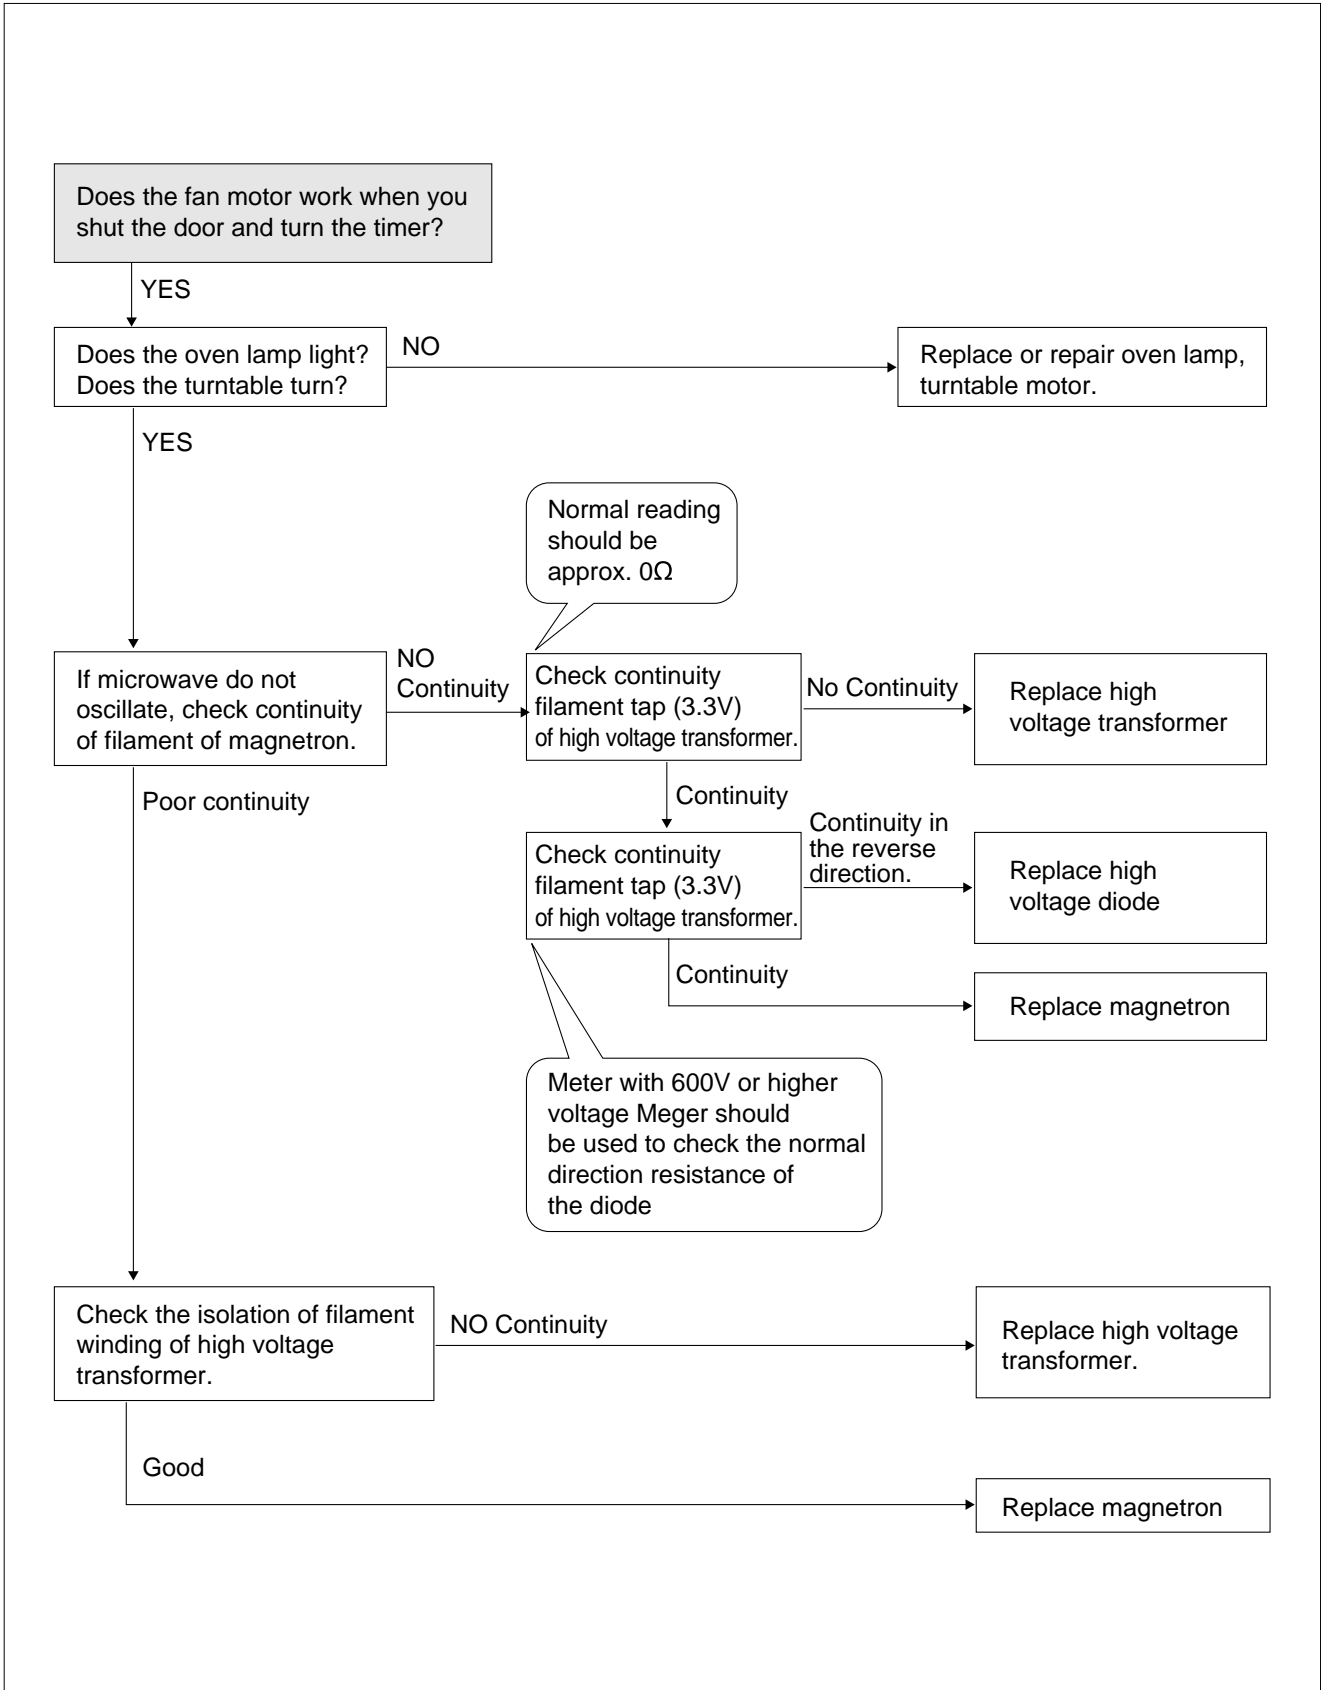 Does the fan motor work when you
shut the door and turn the timer?
YES
Does the oven lamp light?
Does the turntable turn?
NO
Replace or repair oven lamp,
turntable motor.
YES
Normal reading
should be
approx. 0Ω
If microwave do not
oscillate, check continuity
of filament of magnetron.
NO
Continuity
Check continuity
filament tap (3.3V)
of high voltage transformer.
No Continuity
Replace high
voltage transformer
Poor continuity
Continuity
Check continuity
filament tap (3.3V)
of high voltage transformer.
Continuity in
the reverse
direction.
Replace high
voltage diode
Continuity
Replace magnetron
Meter with 600V or higher
voltage Meger should
be used to check the normal
direction resistance of
the diode
Check the isolation of filament
winding of high voltage
transformer.
NO Continuity
Replace high voltage
transformer.
Good
Replace magnetron